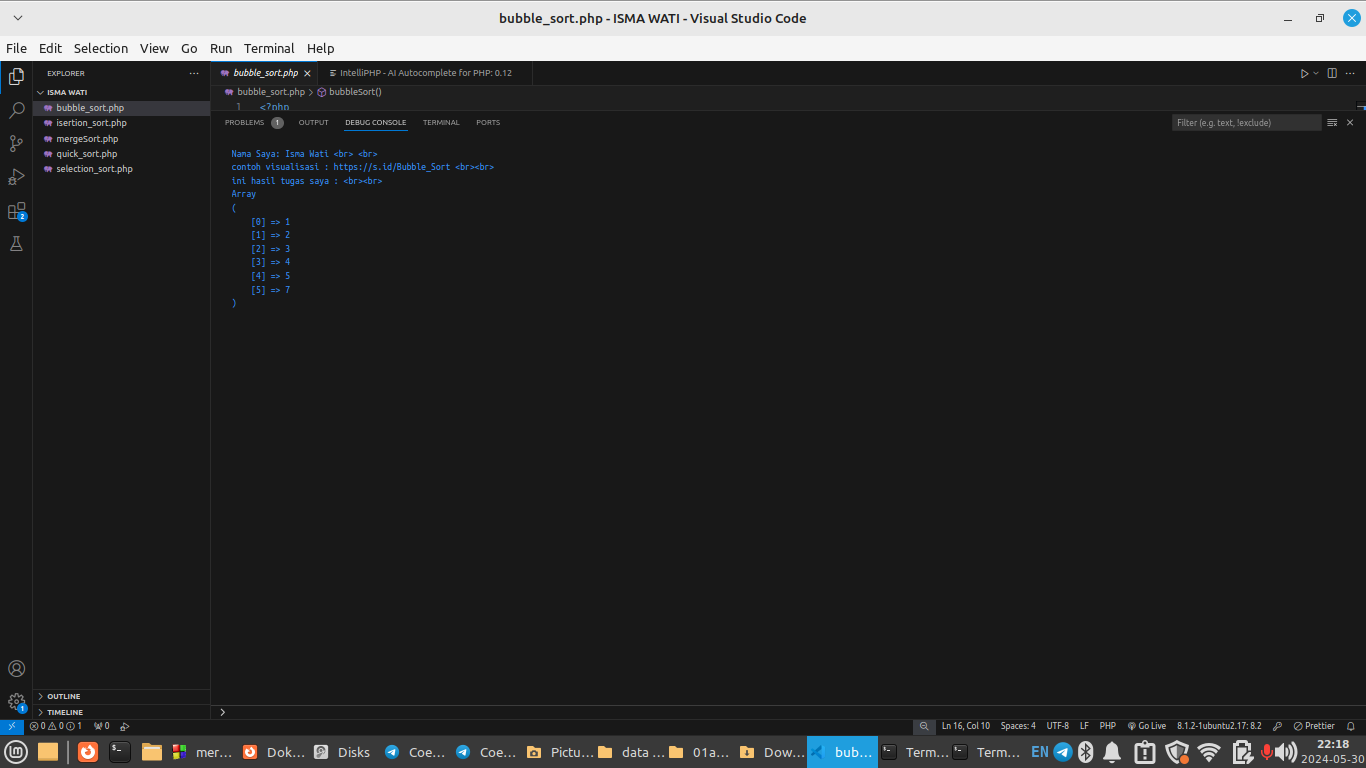 bubble_sort.php - ISMA WATI - Visual Studio Code
File Edit Selection View Go Run Terminal Help
EXPLORER
ISMA WATI
bubble_sort.php
isertion_sort.php
mergeSort.php
quick_sort.php
selection_sort.php
OUTLINE
TIMELINE
bubble_sort.php IntelliPHP - AI Autocomplete for PHP: 0.12
bubble_sort.php > bubbleSort()
1 <?php
PROBLEMS 1 OUTPUT DEBUG CONSOLE TERMINAL PORTS Filter (e.g. text, !exclude)
Nama Saya: Isma Wati <br> <br>
contoh visualisasi : https://s.id/Bubble_Sort <br><br>
ini hasil tugas saya : <br><br>
Array
(
[0] => 1
[1] => 2
[2] => 3
[3] => 4
[4] => 5
[5] => 7
)
2
1
0 0 1 0 Ln 16, Col 10 Spaces: 4 UTF-8 LF PHP Go Live 8.1.2-1ubuntu2.17: 8.2 Prettier
mer... Dok... Disks Coe... Coe... Pictu... data ... 01a... Dow... bub... Term... Term... EN 22:18
2024-05-30